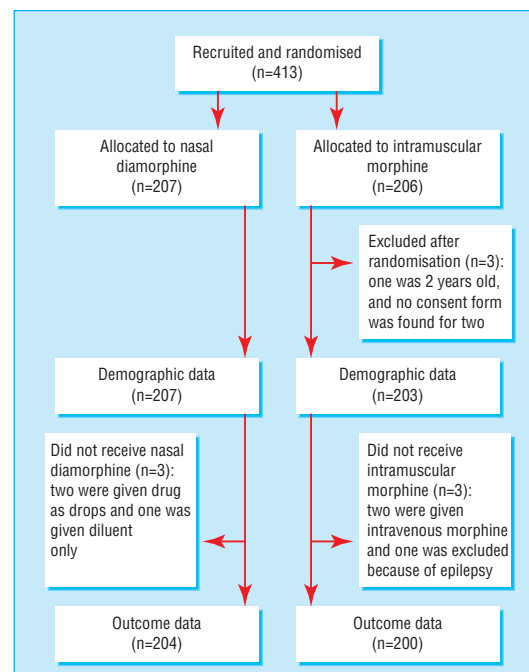 Recruited and randomised
(n=413)
Allocated to nasal
diamorphine
(n=207)
Allocated to intramuscular
morphine
(n=206)
Excluded after
randomisation (n=3):
one was 2 years old,
and no consent form
was found for two
Demographic data
(n=207)
Demographic data
(n=203)
Did not receive nasal
diamorphine (n=3):
two were given drug
as drops and one was
given diluent
only
Did not receive
intramuscular
morphine (n=3):
two were given
intravenous morphine
and one was excluded
because of epilepsy
Outcome data
(n=204)
Outcome data
(n=200)